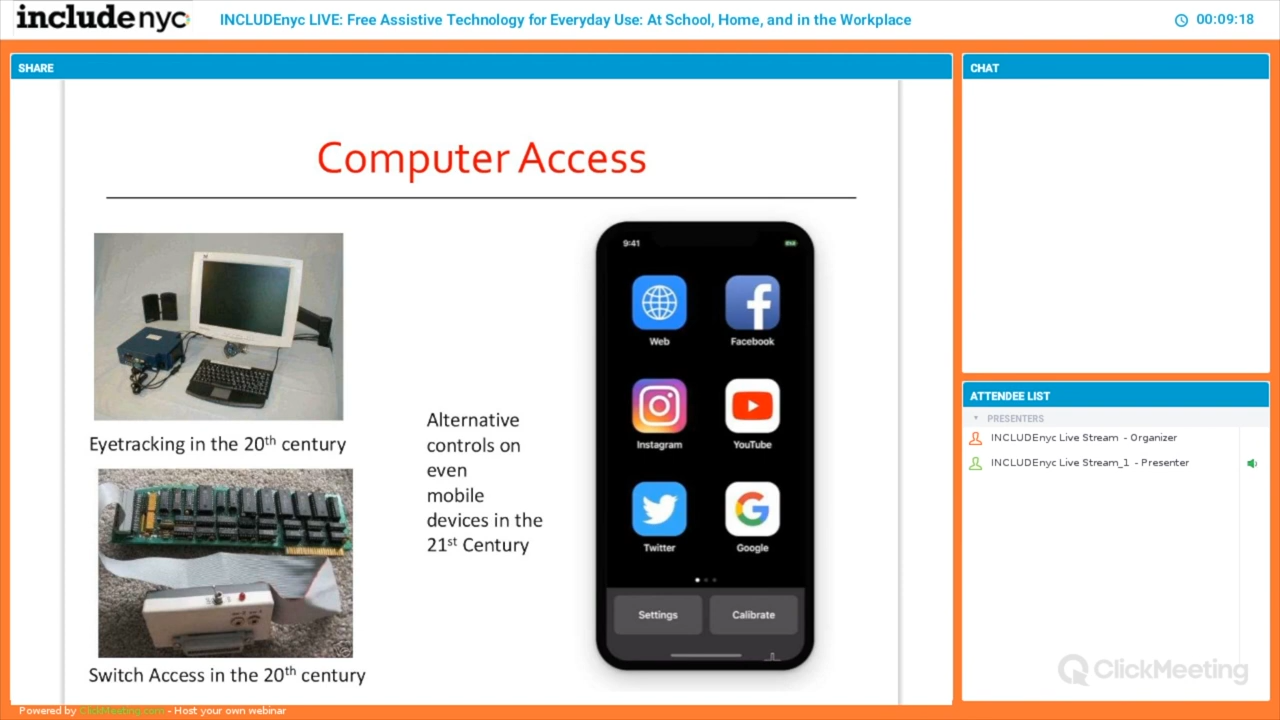 includenyc
INCLUDEnyc LIVE: Free Assistive Technology for Everyday Use: At School, Home, and in the Workplace
00:09:18
SHARE
Computer Access
Eyetracking in the 20th century
Switch Access in the 20th century
Alternative
controls on
even
mobile
devices in the
21st Century
9:41
Web
Facebook
Instagram
YouTube
Twitter
Google
Settings
Calibrate
CHAT
ATTENDEE LIST
PRESENTERS
INCLUDEnyc Live Stream - Organizer
INCLUDEnyc Live Stream_1 - Presenter
ClickMeeting
Powered by ClickMeeting.com - Host your own webinar